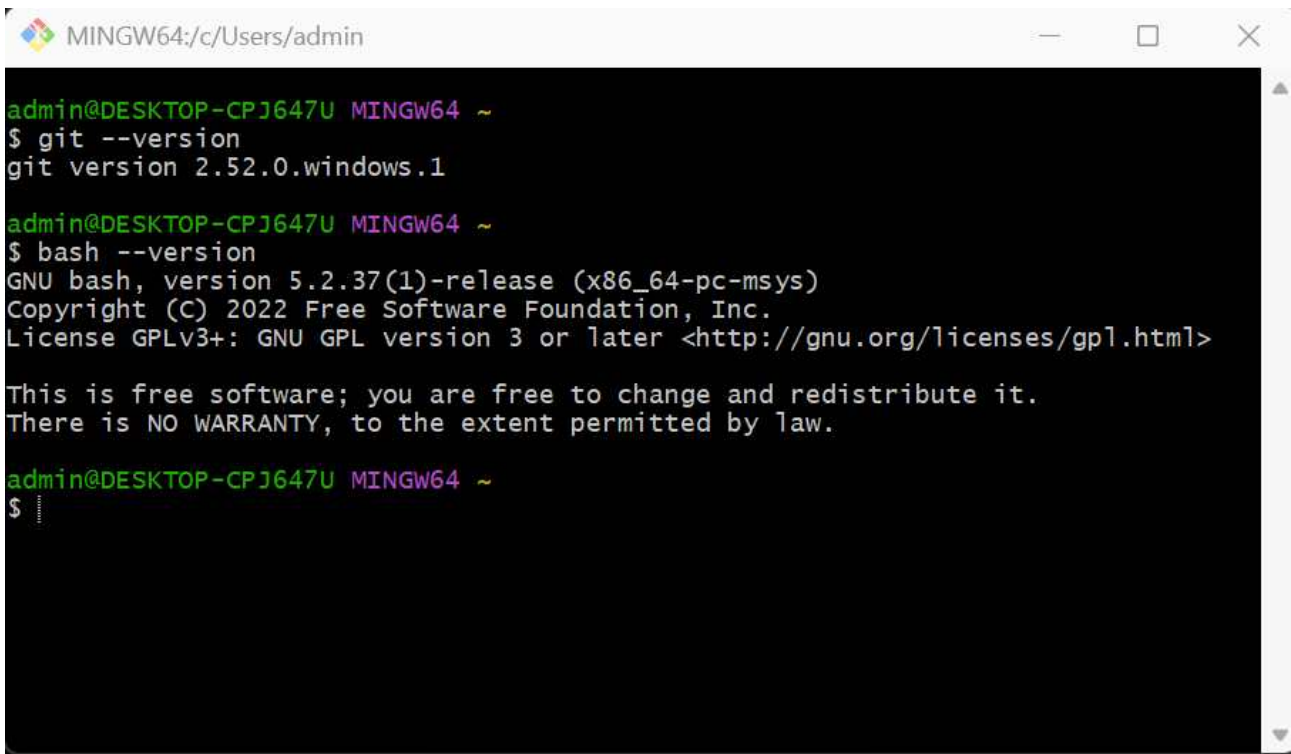 MINGW64:/c/Users/admin
admin@DESKTOP-CPJ647U MINGW64 ~
$ git --version
git version 2.52.0.windows.1
admin@DESKTOP-CPJ647U MINGW64 ~
$ bash --version
GNU bash, version 5.2.37(1)-release (x86_64-pc-msys)
Copyright (C) 2022 Free Software Foundation, Inc.
License GPLv3+: GNU GPL version 3 or later <http://gnu.org/licenses/gpl.html>
This is free software; you are free to change and redistribute it.
There is NO WARRANTY, to the extent permitted by law.
admin@DESKTOP-CPJ647U MINGW64 ~
$